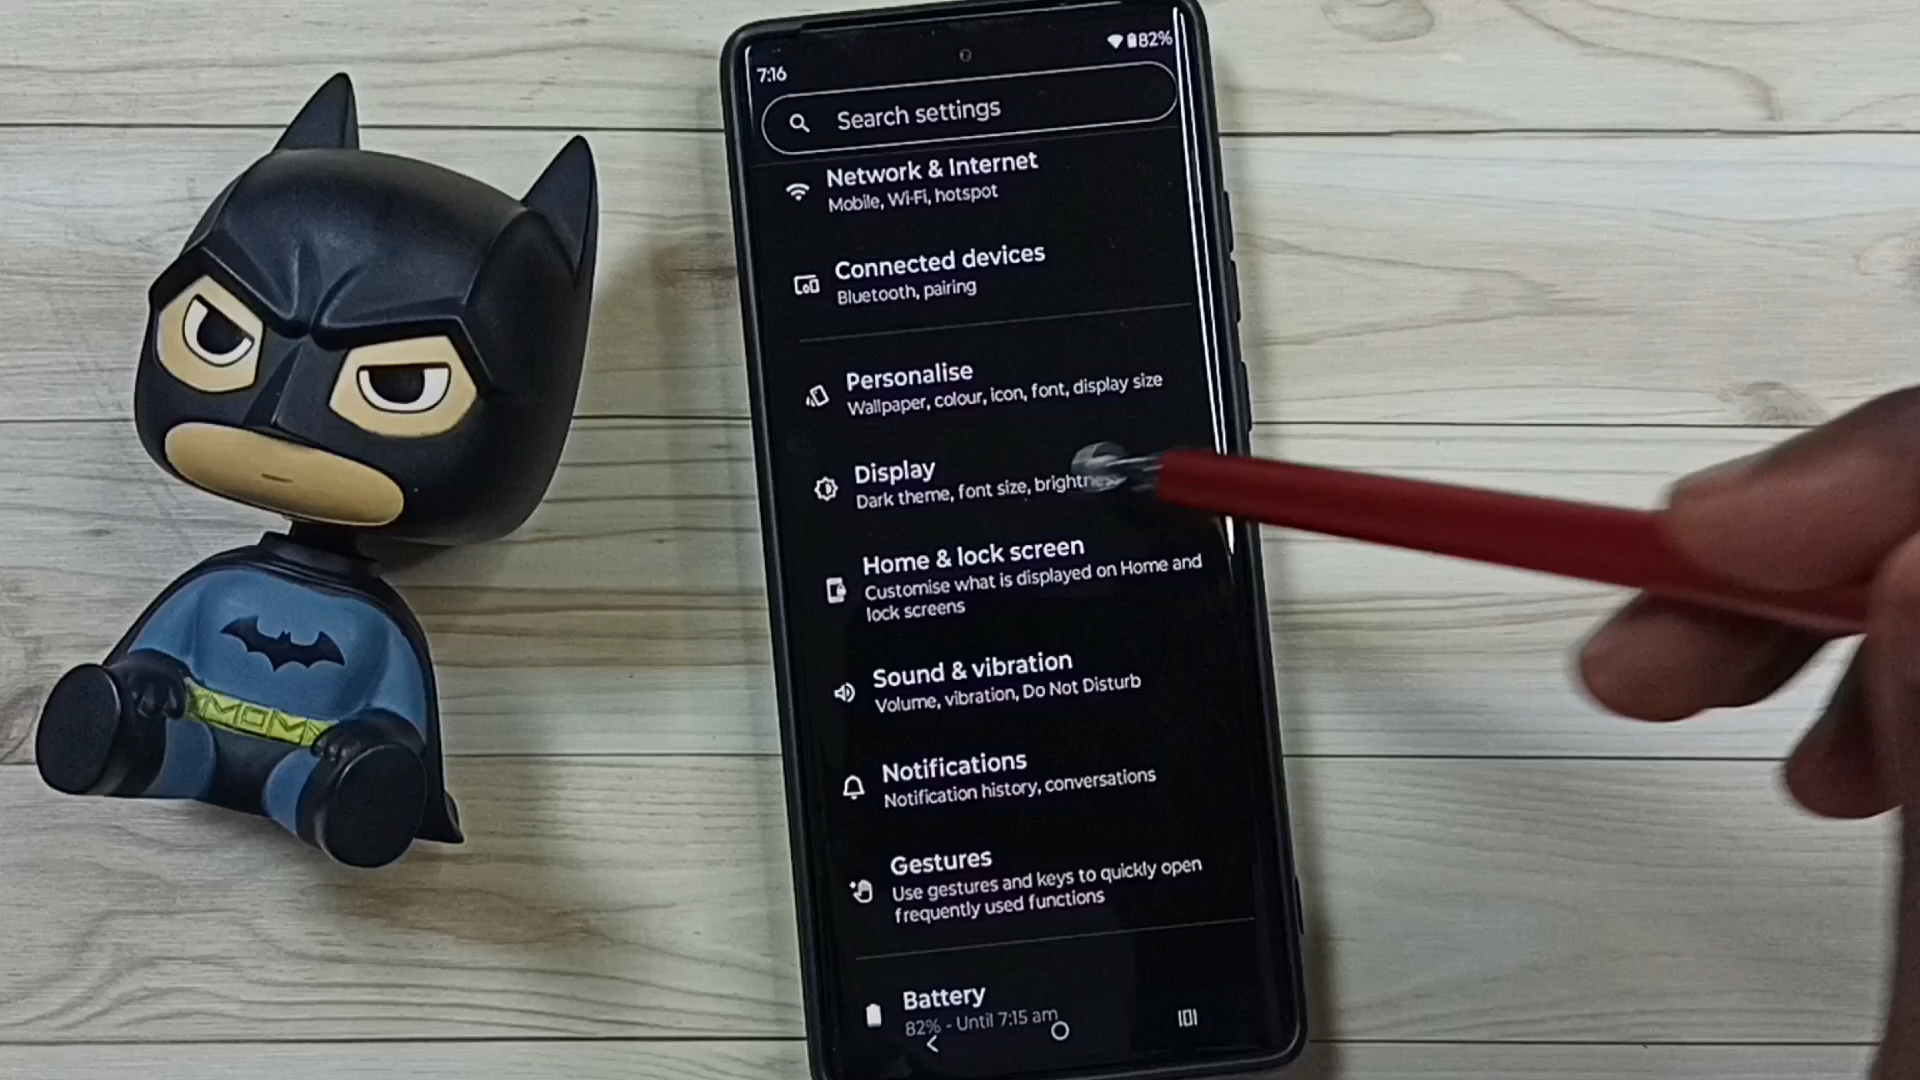 7:16
82%
Search settings
Network & Internet
Mobile, Wi-Fi, hotspot
Connected devices
Bluetooth, pairing
Personalise
Wallpaper, colour, icon, font, display size
Display
Dark theme, font size,
Home & lock screen
Customise what is displayed on Home and
lock screens
Sound & vibration
Volume, vibration, Do Not Disturb
Notifications
Notification history, conversations
Gestures
Use gestures and keys to quickly open
frequently used functions
Battery
82% - Until 7:15 am